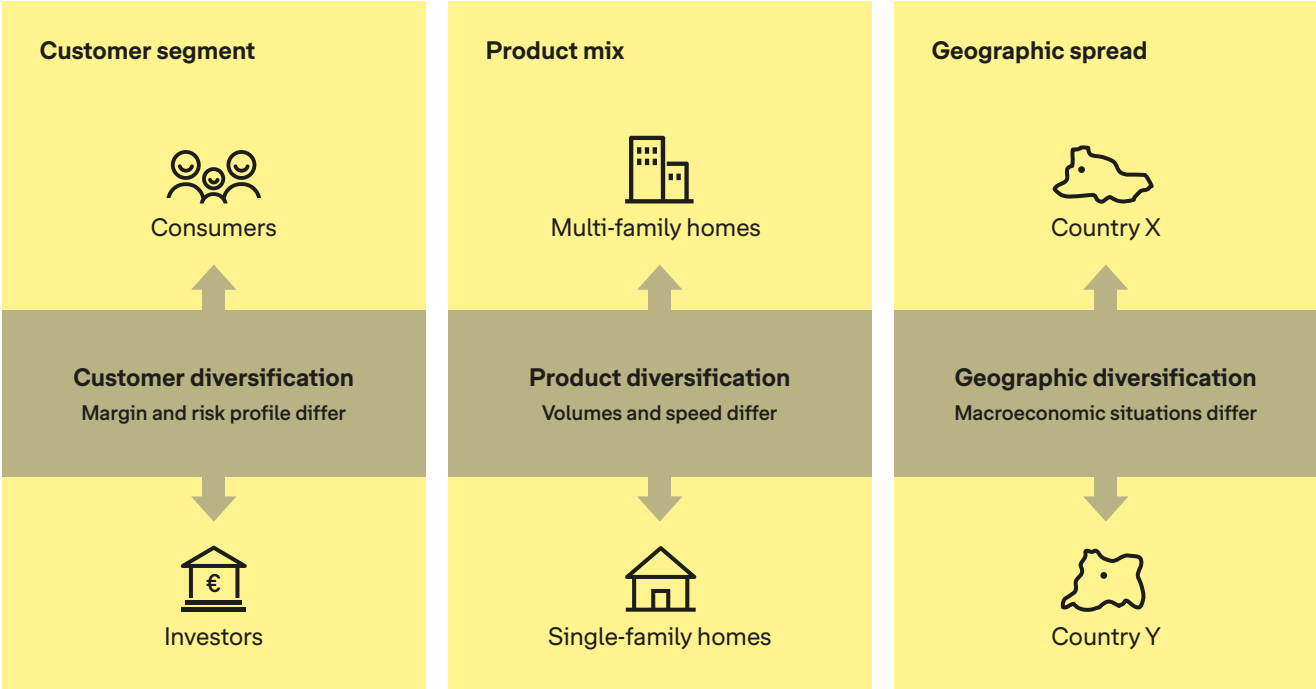 Customer segment
Consumers
Customer diversification
Margin and risk profile differ
€
Investors
Product mix
Multi-family homes
Product diversification
Volumes and speed differ
Single-family homes
Geographic spread
Country X
Geographic diversification
Macroeconomic situations differ
Country Y